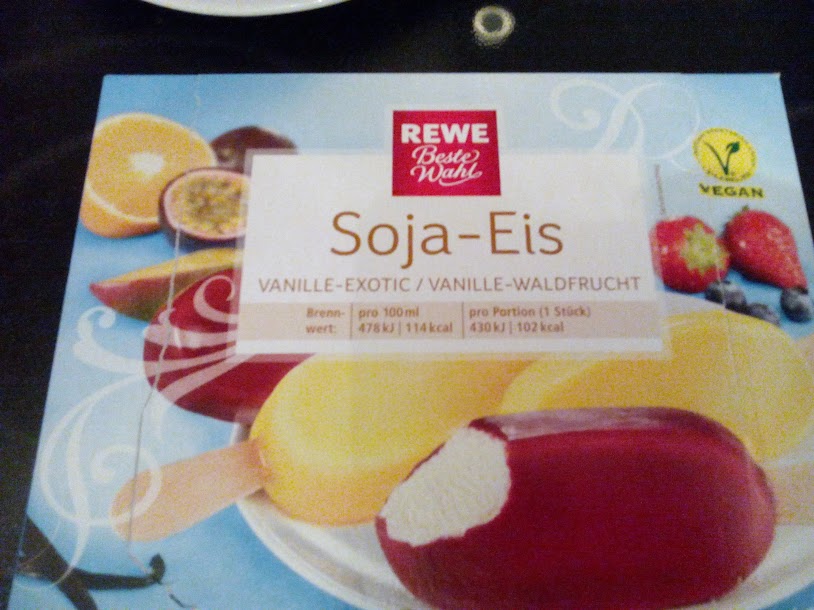 REWE
Beste
Wahl
VEGAN
Soja-Eis
VANILLE-EXOTIC / VANILLE-WALDFRUCHT
Brenn- pro 100 ml pro Portion (1 Stück)
wert: 478 kJ | 114 kcal 430 kJ | 102 kcal